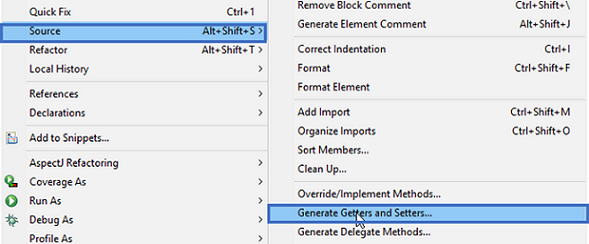 Quick Fix Ctrl+1
Source Alt+Shift+S >
Refactor Alt+Shift+T >
Local History >
References >
Declarations >
Add to Snippets...
AspectJ Refactoring >
Coverage As >
Run As >
Debug As >
Profile As >
Remove Block Comment Ctrl+Shift+\
Generate Element Comment Alt+Shift+J
Correct Indentation Ctrl+I
Format Ctrl+Shift+F
Format Element
Add Import Ctrl+Shift+M
Organize Imports Ctrl+Shift+O
Sort Members...
Clean Up...
Override/Implement Methods...
Generate Getters and Setters...
Generate Delegate Methods...